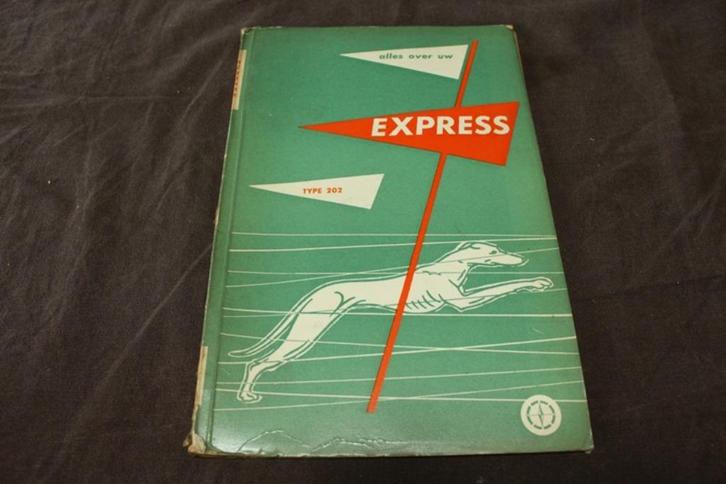 alles over uw
EXPRESS
TYPE 202